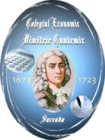 Colegiul Economic
Dimitrie Cantemir
1673 1723
Suceava